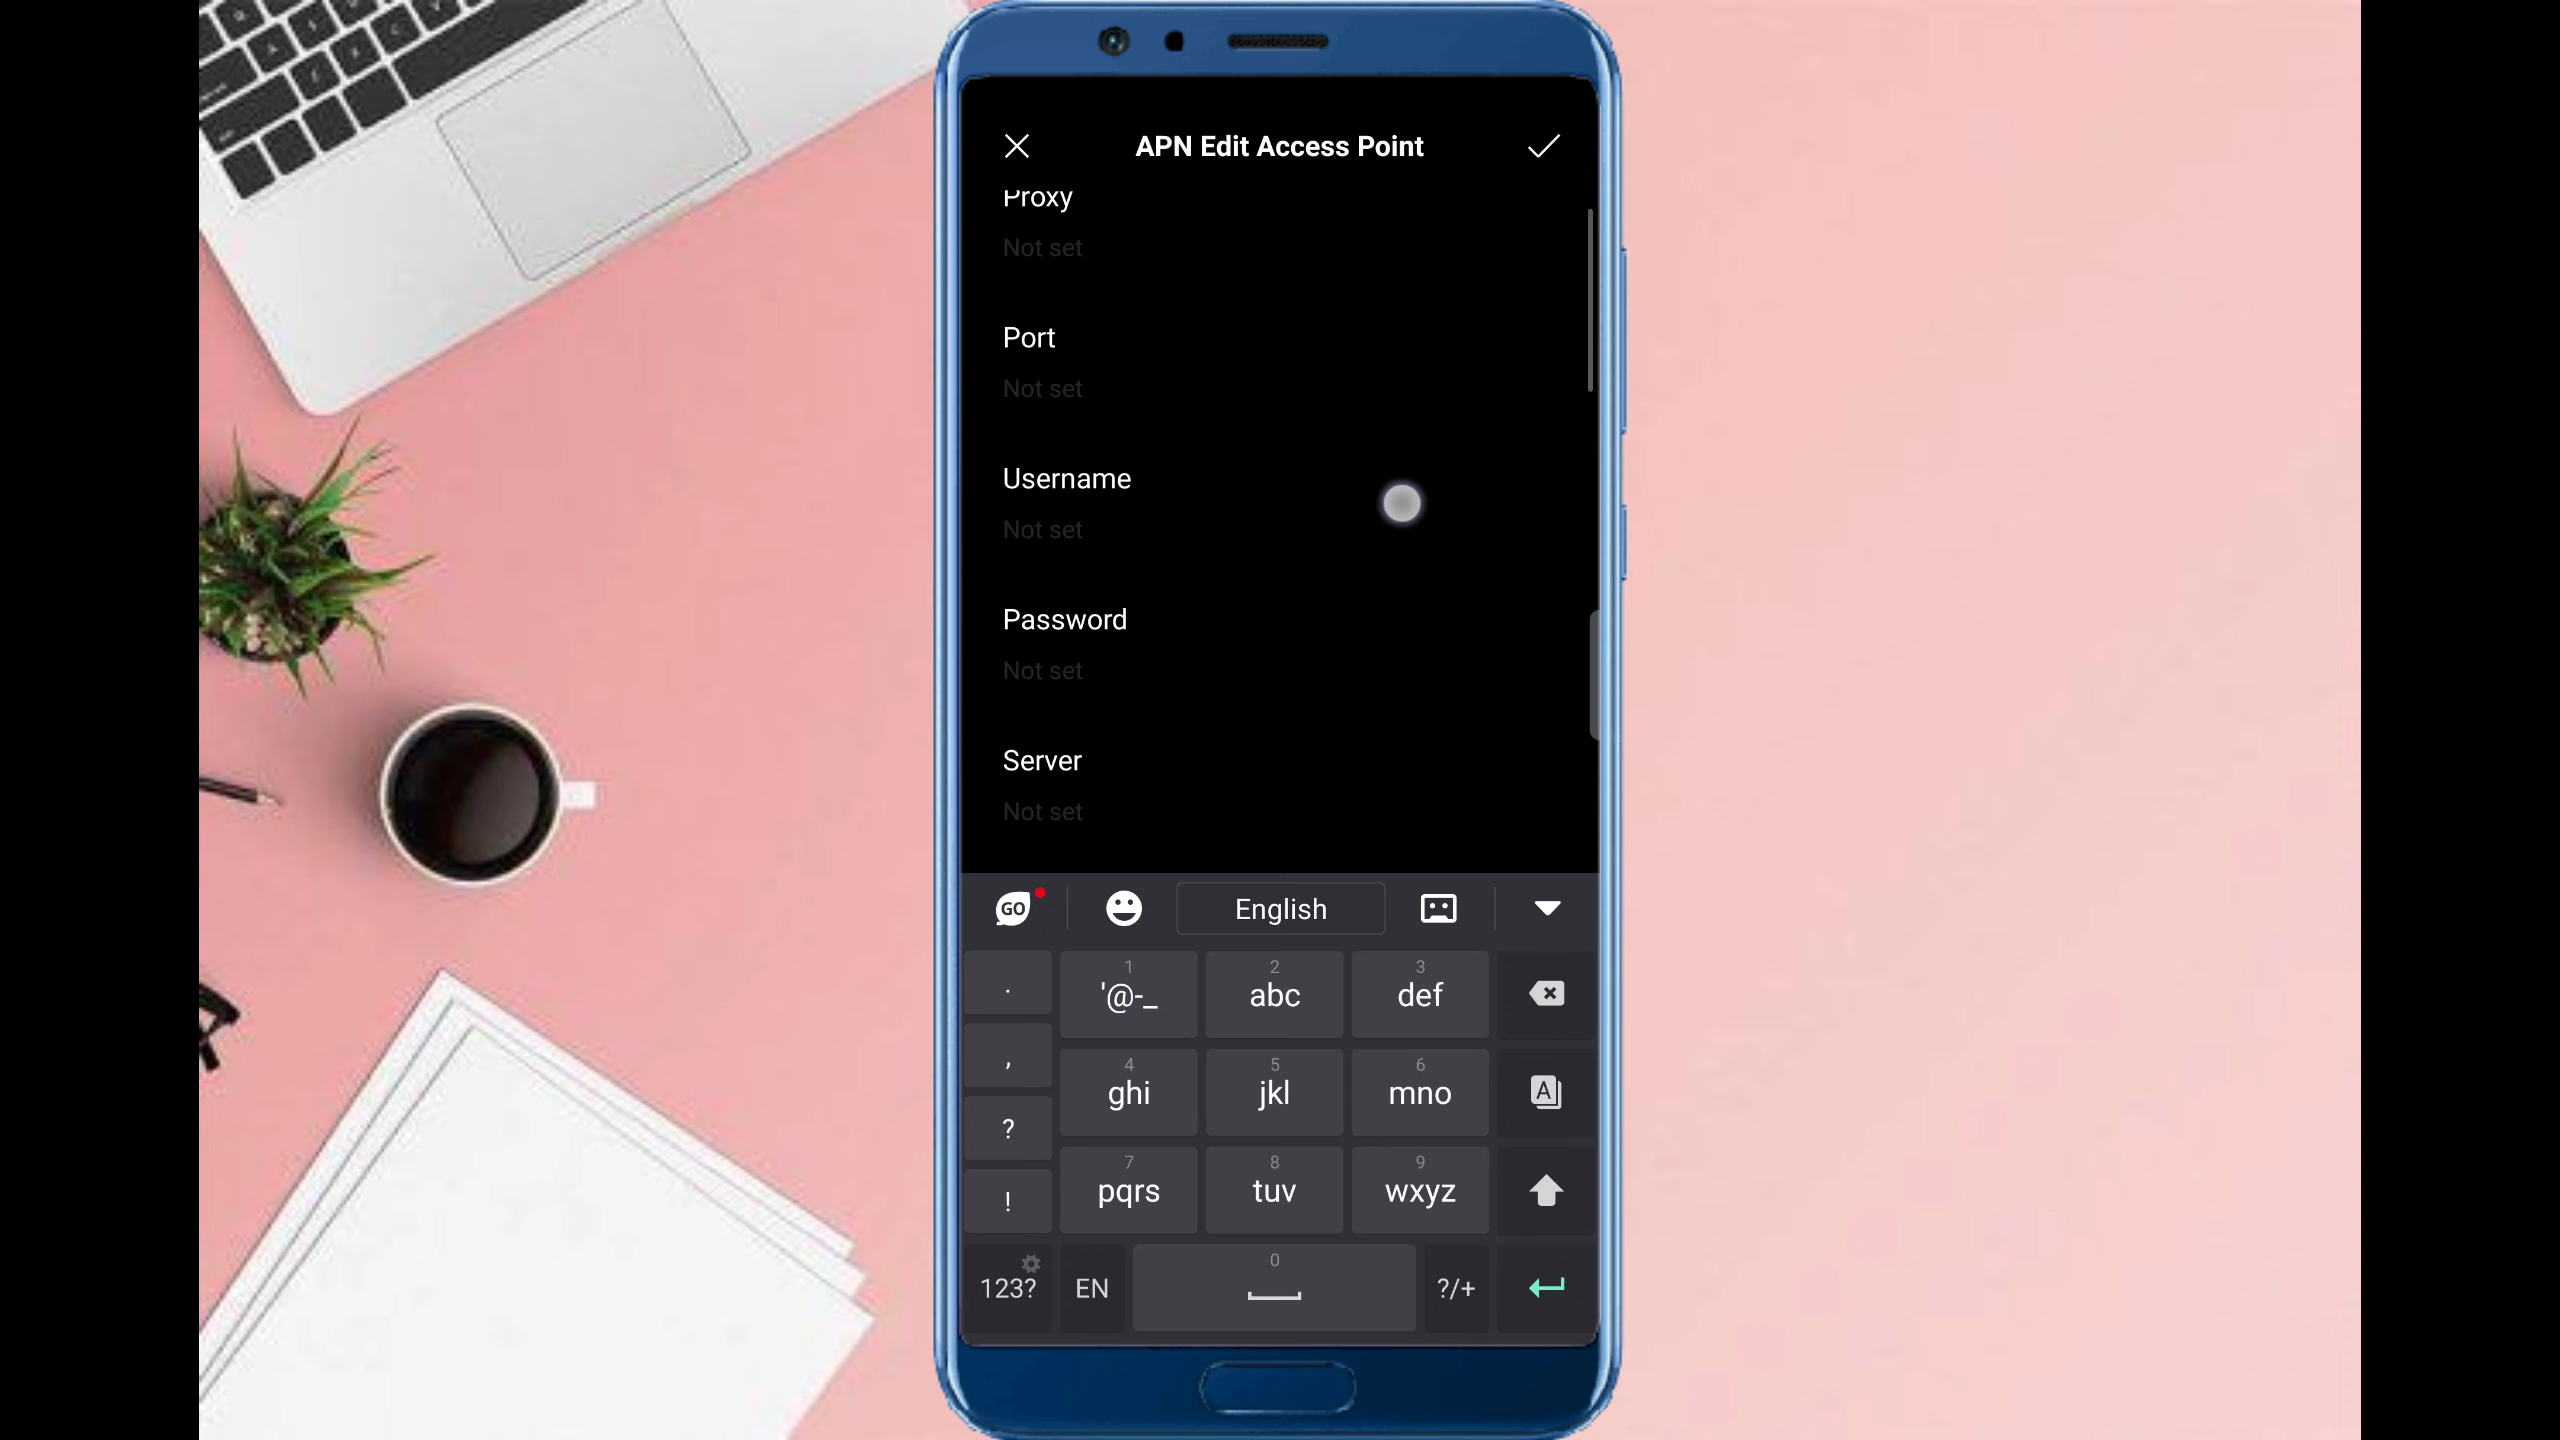 APN Edit Access Point
Proxy
Not set
Port
Not set
Username
Not set
Password
Not set
Server
Not set
GO
English
.
1
'@-_
2
abc
3
def
,
4
ghi
5
jkl
6
mno
A
?
7
pqrs
8
tuv
9
wxyz
!
123?
EN
0
?/+